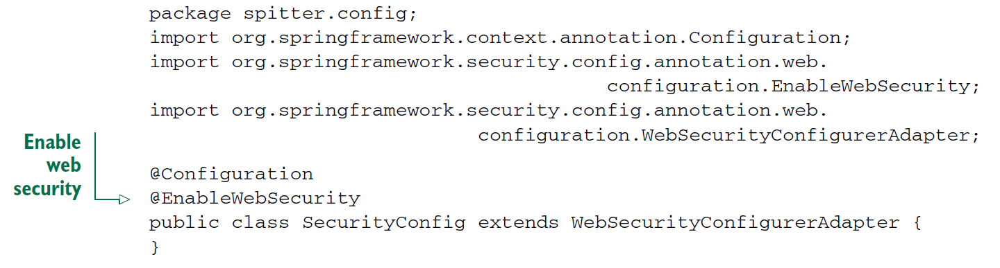 package spitter.config;
import org.springframework.context.annotation.Configuration;
import org.springframework.security.config.annotation.web.
configuration.EnableWebSecurity;
import org.springframework.security.config.annotation.web.
configuration.WebSecurityConfigurerAdapter;
Enable
web
security
@Configuration
@EnableWebSecurity
public class SecurityConfig extends WebSecurityConfigurerAdapter {
}